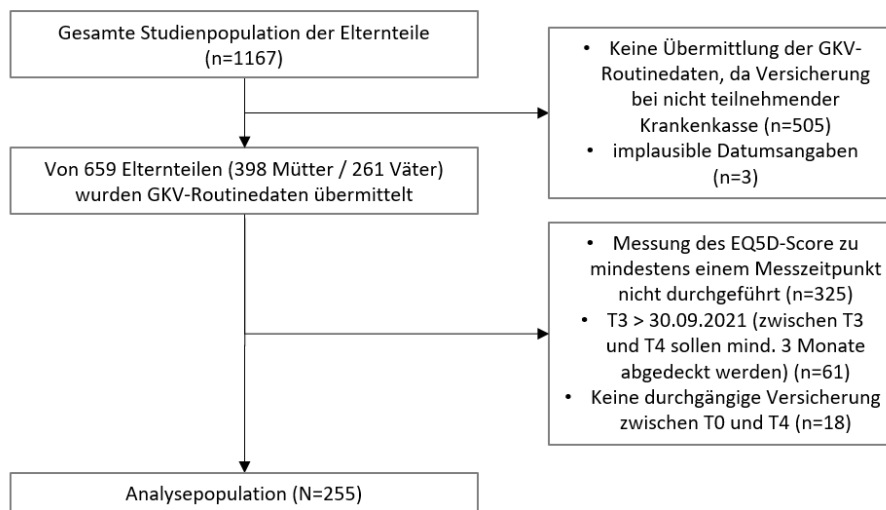 Gesamte Studienpopulation der Elternteile
(n=1167)
• Keine Übermittlung der GKV-
Routinedaten, da Versicherung
bei nicht teilnehmender
Krankenkasse (n=505)
• implausible Datumsangaben
(n=3)
Von 659 Elternteilen (398 Mütter / 261 Väter)
wurden GKV-Routinedaten übermittelt
• Messung des EQ5D-Score zu
mindestens einem Messzeitpunkt
nicht durchgeführt (n=325)
• T3 > 30.09.2021 (zwischen T3
und T4 sollen mind. 3 Monate
abgedeckt werden) (n=61)
• Keine durchgängige Versicherung
zwischen T0 und T4 (n=18)
Analysepopulation (N=255)